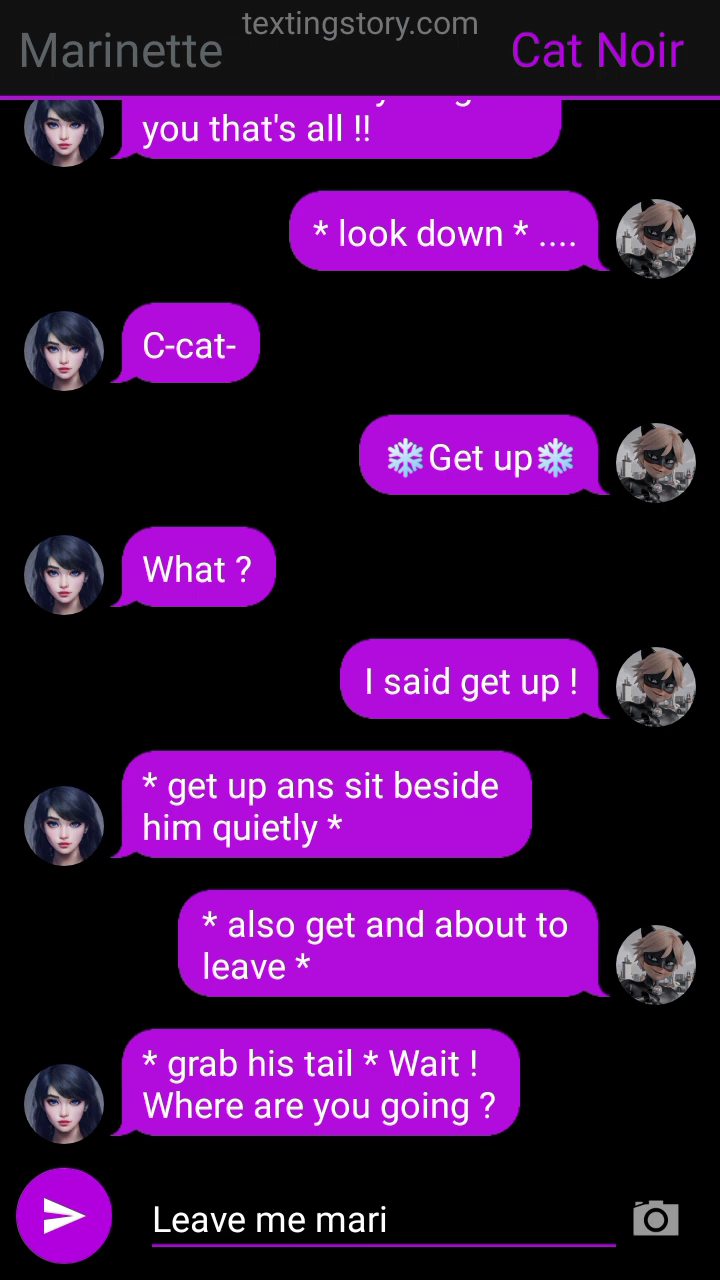 textingstory.com
Marinette
Cat Noir
you that's all !!
* look down * ....
C-cat-
❄Get up❄
What ?
I said get up !
* get up ans sit beside
him quietly *
* also get and about to
leave *
* grab his tail * Wait !
Where are you going ?
Leave me mari